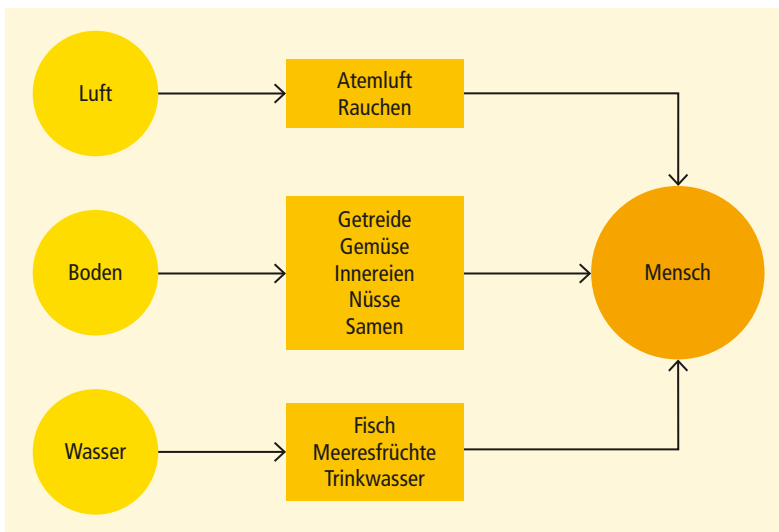 Luft
Atemluft
Rauchen
Boden
Getreide
Gemüse
Innereien
Nüsse
Samen
Mensch
Wasser
Fisch
Meeresfrüchte
Trinkwasser